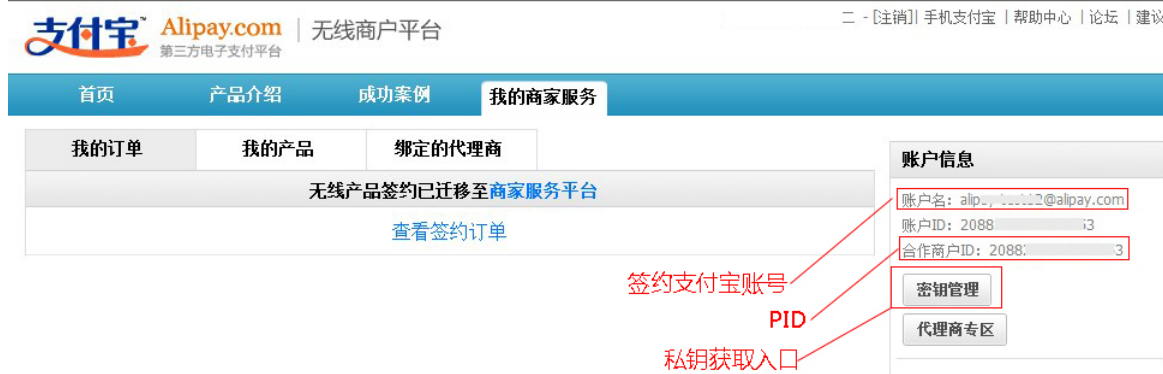 支付宝™ Alipay.com | 无线商户平台
第三方电子支付平台
二 - [注销]| 手机支付宝 | 帮助中心 | 论坛 | 建议
首页 产品介绍 成功案例 我的商家服务
我的订单 我的产品 绑定的代理商
无线产品签约已迁移至商家服务平台
查看签约订单
账户信息
账户名: @alipay.com
账户ID: 2088 3
合作商户ID: 2088 3
密钥管理
代理商专区
签约支付宝账号
PID
私钥获取入口